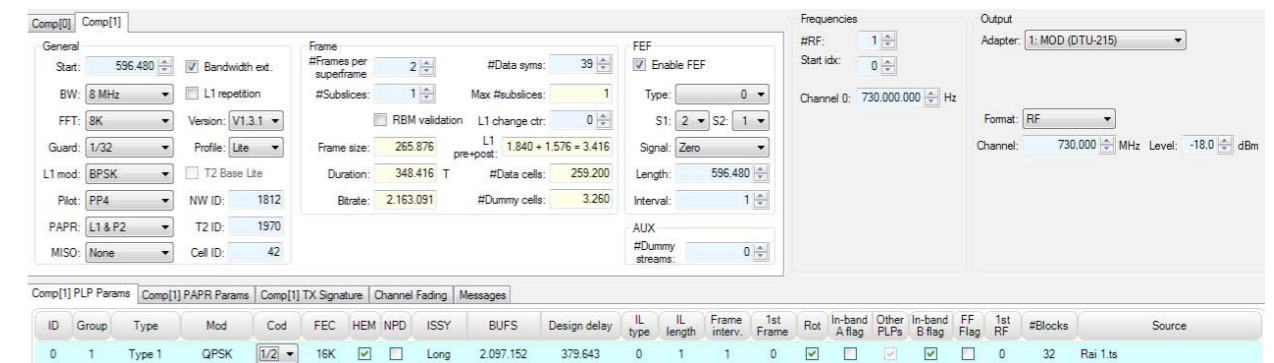 Comp[0] Comp[1]
General
Start: 596.480 Bandwidth ext.
BW: 8 MHz L1 repetition
FFT: 8K Version: V1.3.1
Guard: 1/32 Profile: Lite
L1 mod: BPSK T2 Base Lite
Pilot: PP4 NW ID: 1812
PAPR: L1 & P2 T2 ID: 1970
MISO: None Cell ID: 42
Frame
#Frames per superframe 2 #Data syms: 39
#Subslices: 1 Max #subslices: 1
RBM validation L1 change ctr: 0
Frame size: 265.876 L1 pre+post: 1.840 + 1.576 = 3.416
Duration: 348.416 T #Data cells: 259.200
Bitrate: 2.163.091 #Dummy cells: 3.260
FEF
Enable FEF
Type: 0
S1: 2 S2: 1
Signal: Zero
Length: 596.480
Interval: 1
AUX
#Dummy streams: 0
Frequencies
#RF: 1
Start idx: 0
Channel 0: 730.000.000 Hz
Output
Adapter: 1: MOD (DTU-215)
Format: RF
Channel: 730,000 MHz Level: -18,0 dBm
Comp[1] PLP Params Comp[1] PAPR Params Comp[1] TX Signature Channel Fading Messages
ID Group Type Mod Cod FEC HEM NPD ISSY BUFS Design delay IL type IL length Frame interv. 1st Frame Rot In-band A flag Other PLPs In-band B flag FF Flag 1st RF #Blocks Source
0 1 Type 1 QPSK 1/2 16K Long 2.097.152 379.643 0 1 1 0 0 32 Rai 1.ts